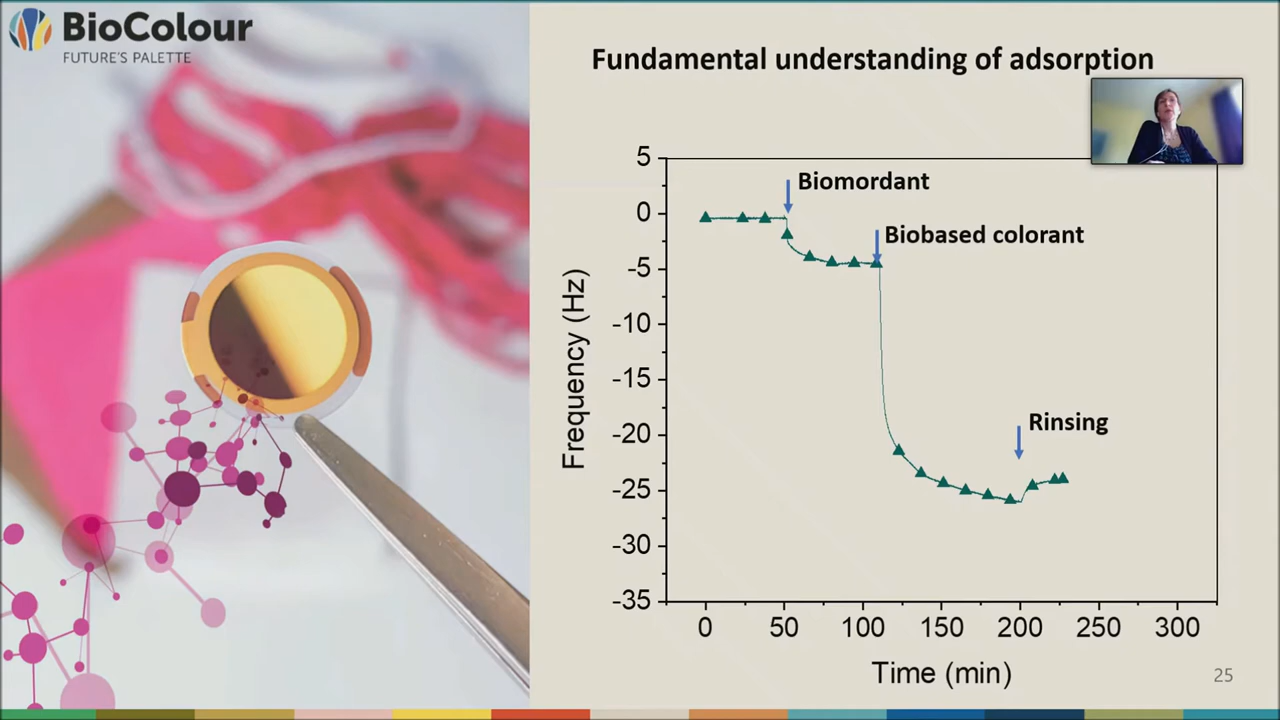 BioColour
FUTURE'S PALETTE
Fundamental understanding of adsorption
5
0
-5
-10
-15
-20
-25
-30
-35
Frequency (Hz)
Biomordant
Biobased colorant
Rinsing
0 50 100 150 200 250 300
Time (min)
25